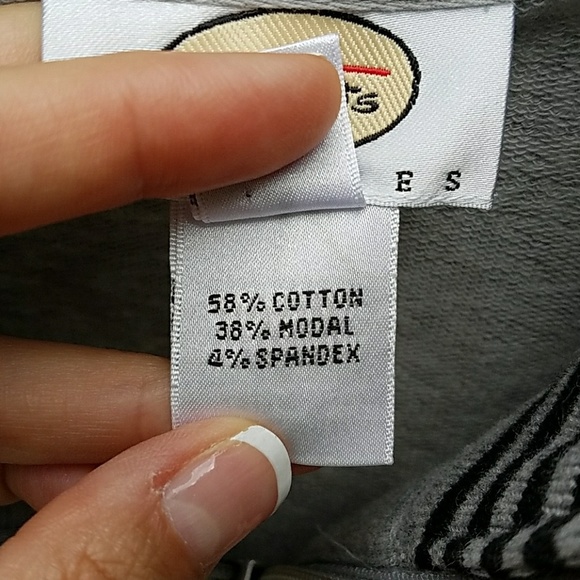 E S
58% COTTON
38% MODAL
4% SPANDEX